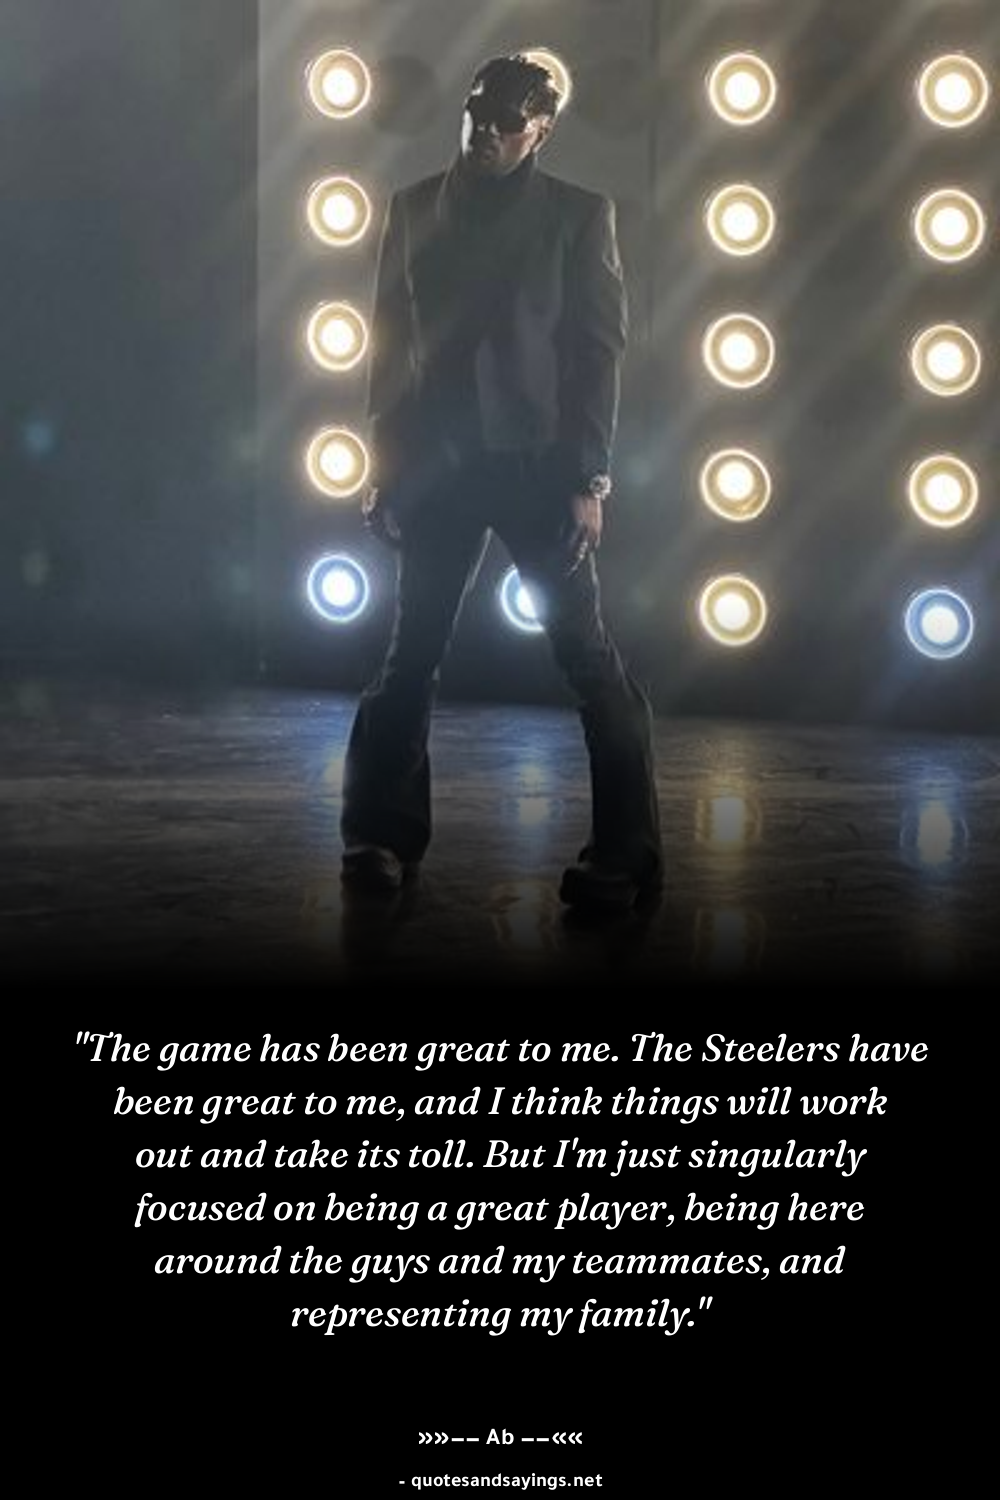 "The game has been great to me. The Steelers have
been great to me, and I think things will work
out and take its toll. But I'm just singularly
focused on being a great player, being here
around the guys and my teammates, and
representing my family."
»»–– Ab ––««
- quotesandsayings.net